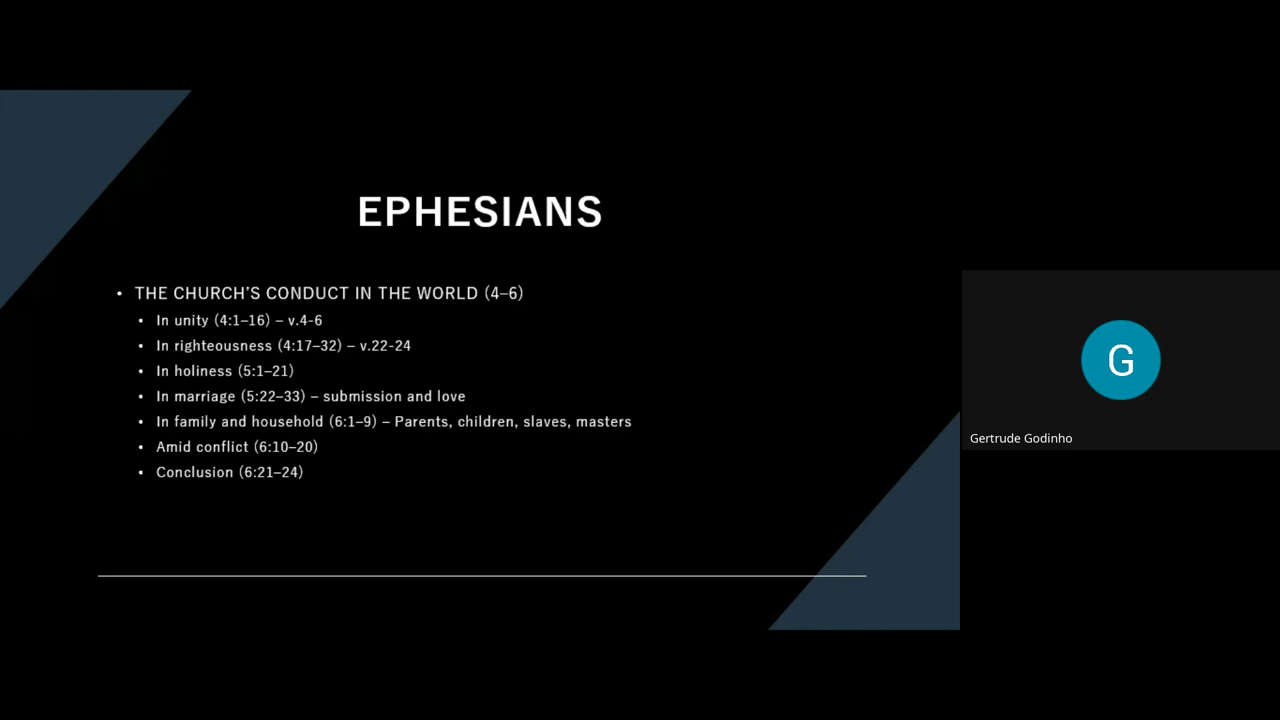 EPHESIANS
• THE CHURCH'S CONDUCT IN THE WORLD (4–6)
• In unity (4:1–16) – v.4-6
• In righteousness (4:17–32) – v.22-24
• In holiness (5:1–21)
• In marriage (5:22–33) – submission and love
• In family and household (6:1–9) – Parents, children, slaves, masters
• Amid conflict (6:10–20)
• Conclusion (6:21–24)
G
Gertrude Godinho